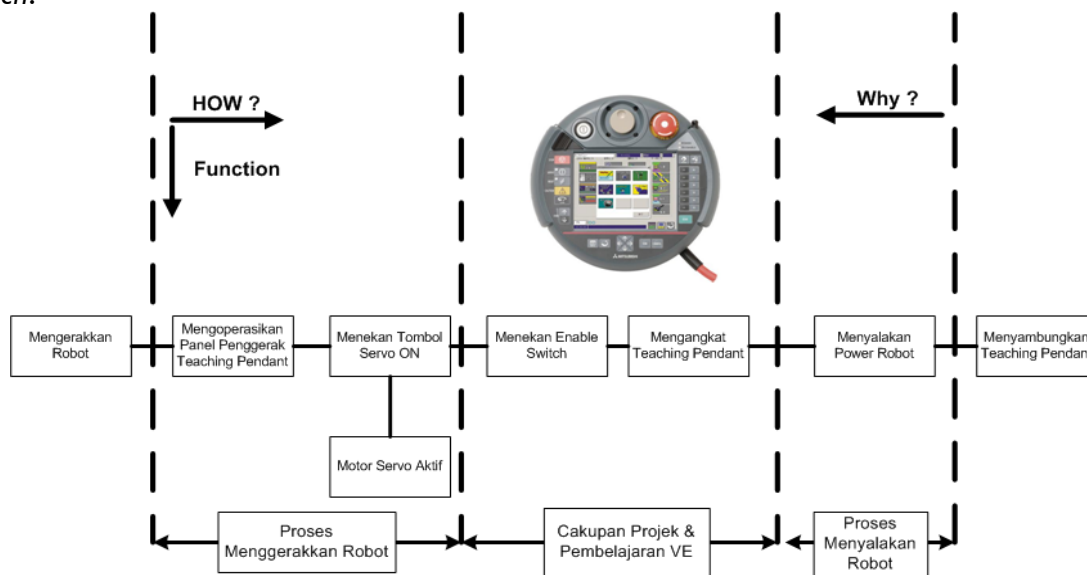 HOW ?
Why ?
Function
Mengerakkan
Robot
Mengoperasikan
Panel Penggerak
Teaching Pendant
Menekan Tombol
Servo ON
Menekan Enable
Switch
Mengangkat
Teaching Pendant
Menyalakan
Power Robot
Menyambungkan
Teaching Pendant
Motor Servo Aktif
Proses
Menggerakkan Robot
Cakupan Projek &
Pembelajaran VE
Proses
Menyalakan
Robot